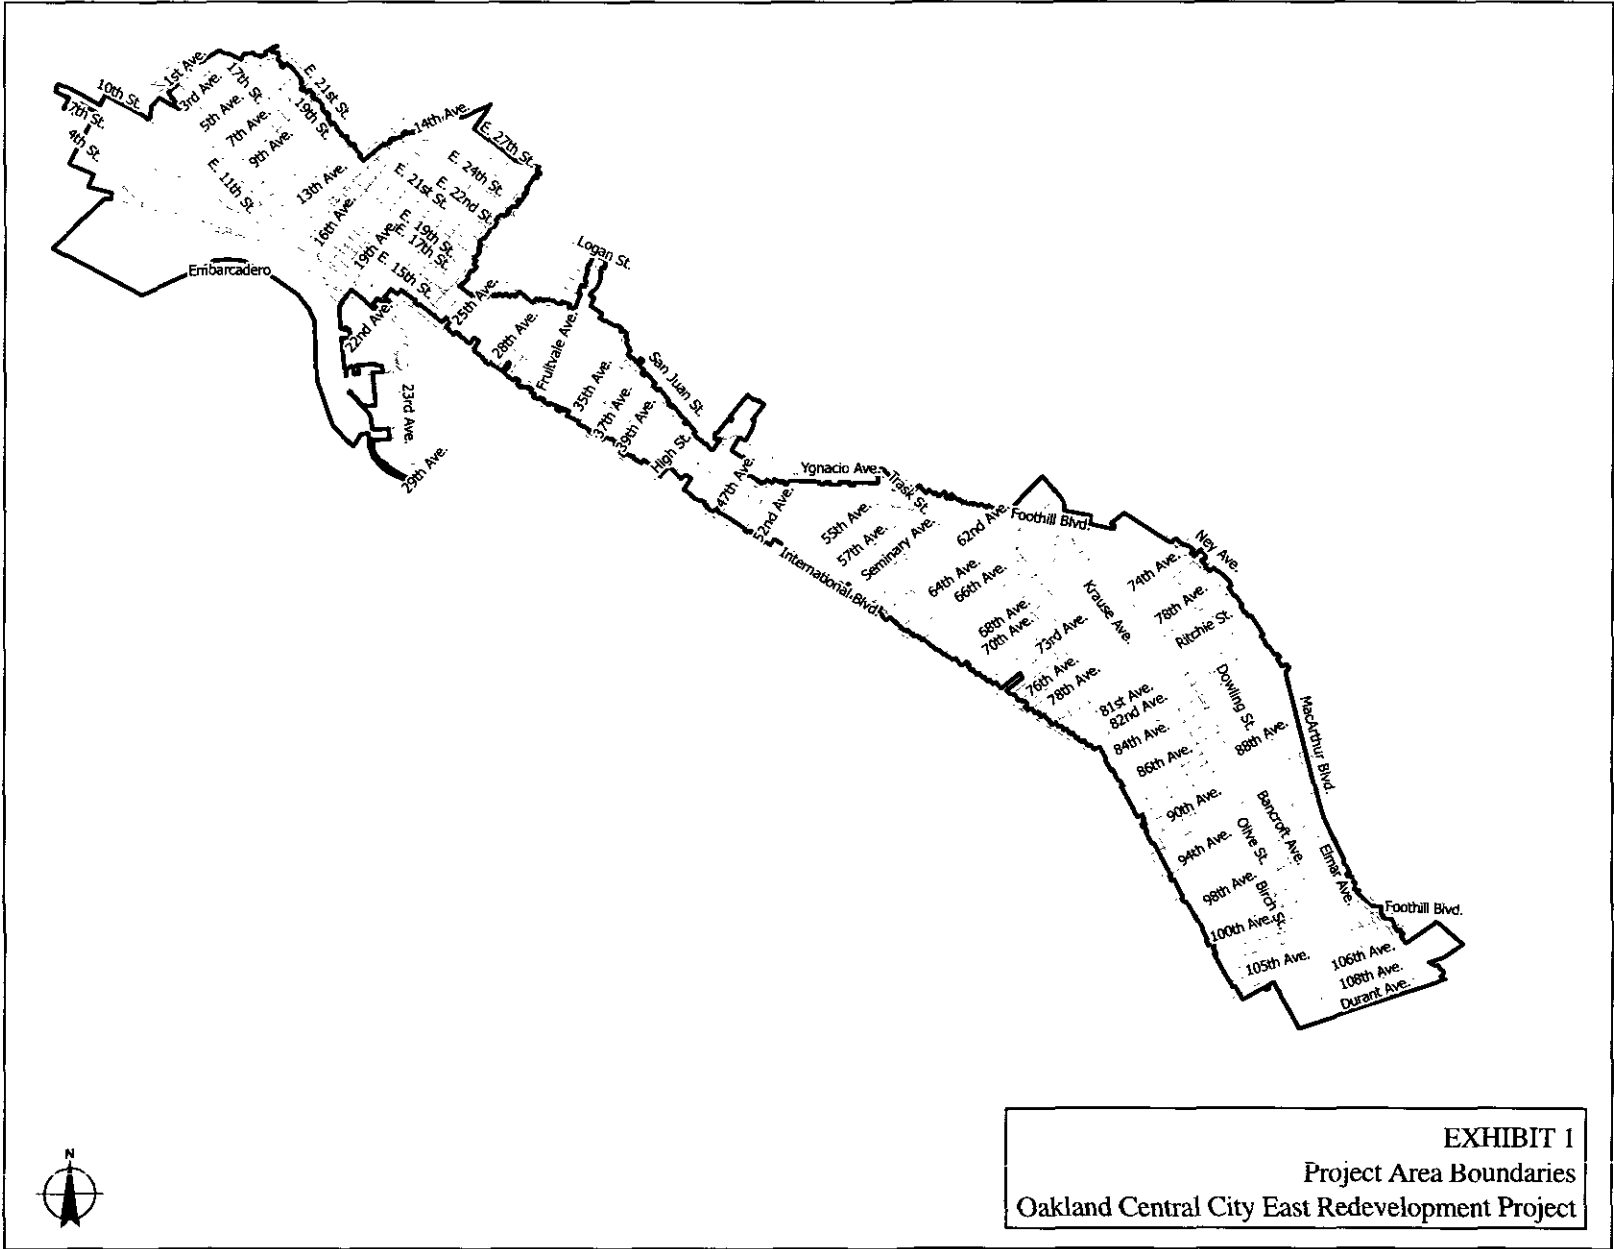 10th St.
7th St.
4th St.
1st Ave.
3rd Ave.
17th St.
5th Ave.
7th Ave.
9th Ave.
19th St.
E. 21st St.
E. 11th St.
13th Ave.
14th Ave.
E. 27th St.
E. 24th St.
E. 21st St.
E. 22nd St.
16th Ave.
19th Ave.
E. 19th St.
E. 17th St.
E. 15th St.
Embarcadero
22nd Ave.
23rd Ave.
29th Ave.
25th Ave.
28th Ave.
Logan St.
Fruitvale Ave.
35th Ave.
37th Ave.
39th Ave.
San Juan St.
High St.
47th Ave.
52nd Ave.
Ygnacio Ave.
Trask St.
55th Ave.
57th Ave.
Seminary Ave.
International Blvd.
62nd Ave.
Foothill Blvd.
64th Ave.
66th Ave.
68th Ave.
70th Ave.
73rd Ave.
Krause Ave.
74th Ave.
Ney Ave.
78th Ave.
Ritchie St.
76th Ave.
78th Ave.
81st Ave.
82nd Ave.
84th Ave.
86th Ave.
Dowling St.
88th Ave.
MacArthur Blvd.
90th Ave.
94th Ave.
Olive St.
Bancroft Ave.
Elmar Ave.
98th Ave.
Birch St.
100th Ave.
Foothill Blvd.
105th Ave.
106th Ave.
108th Ave.
Durant Ave.
N
EXHIBIT 1
Project Area Boundaries
Oakland Central City East Redevelopment Project